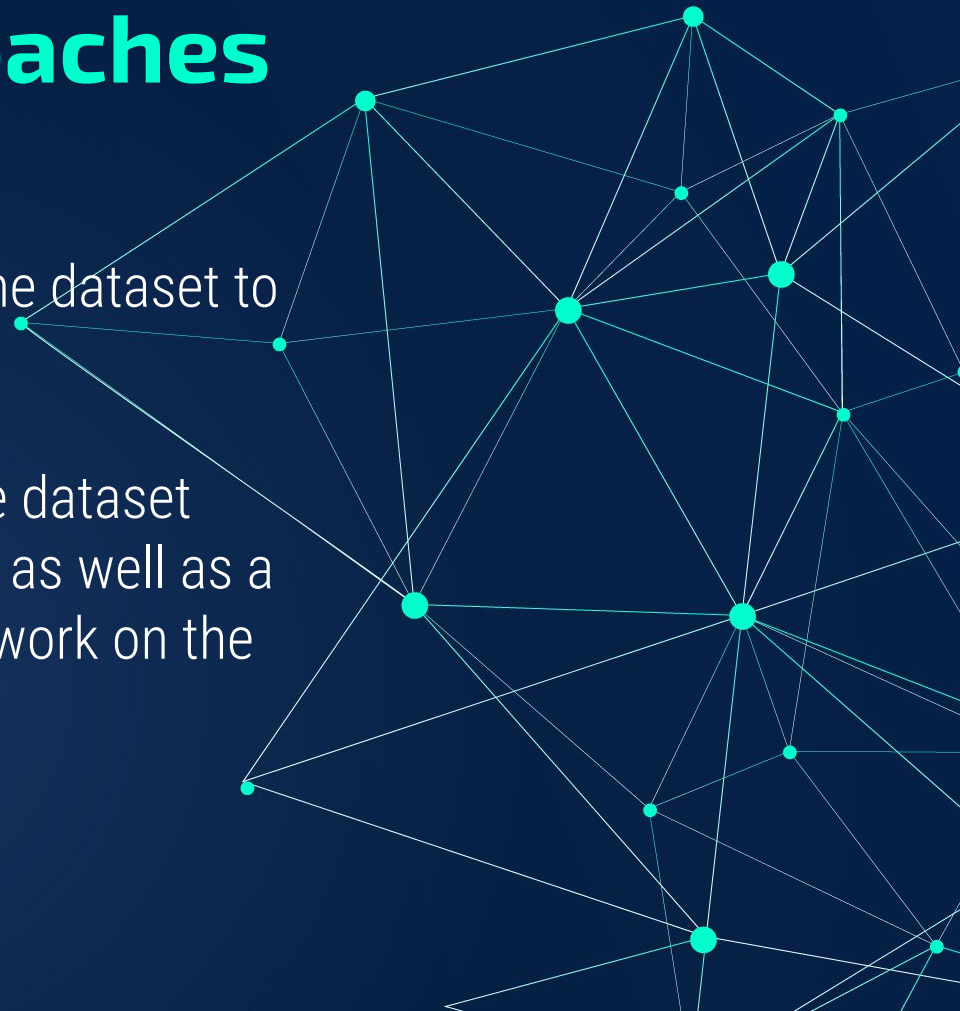 aches
he dataset to
e dataset
as well as a
work on the